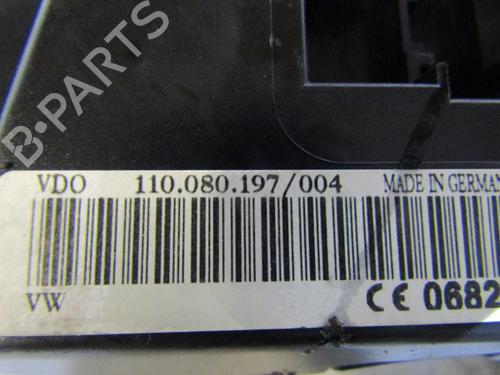 B-PARTS
VDO 110.080.197/004 MADE IN GERMAN
VW CE 0682